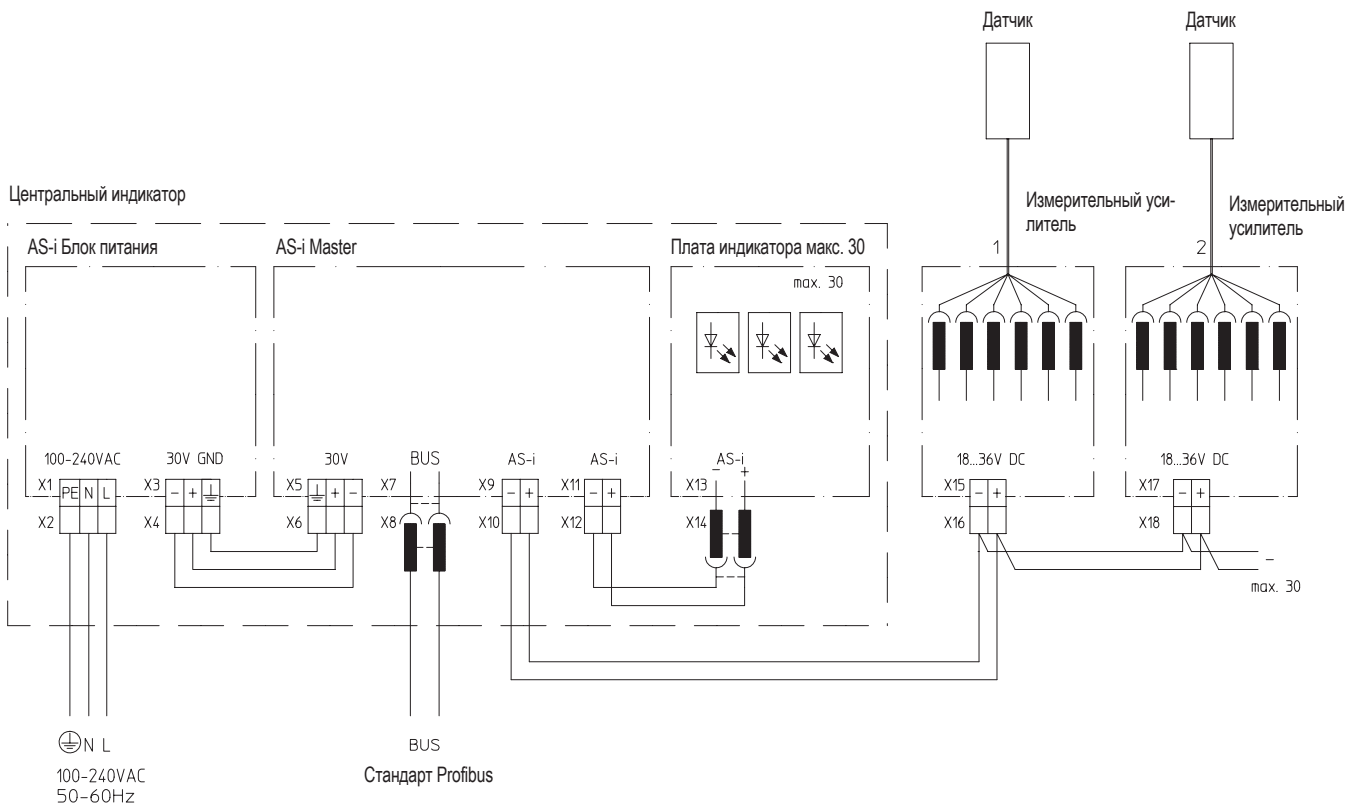 Датчик
Датчик
Центральный индикатор
Измерительный уси-
литель
Измерительный
усилитель
AS-i Блок питания
AS-i Master
Плата индикатора макс. 30
1
2
max. 30
100-240VAC
30V GND
30V
BUS
AS-i
AS-i
AS-i
18...36V DC
18...36V DC
X1
PE N L
X3
- +
X5
+ -
X7
X9
- +
X11
- +
X13
- +
X15
- +
X17
- +
X2
X4
X6
X8
X10
X12
X14
X16
X18
-
max. 30
N L
BUS
100-240VAC
50-60Hz
Стандарт Profibus